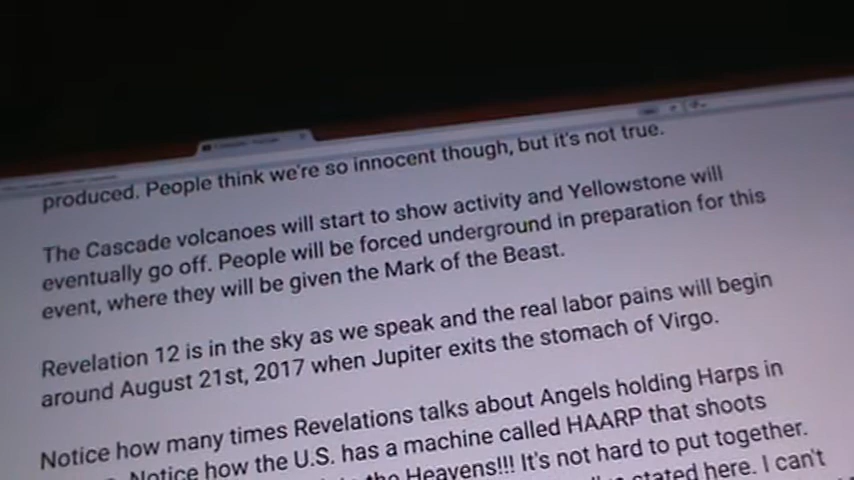 produced. People think we're so innocent though, but it's not true.
The Cascade volcanoes will start to show activity and Yellowstone will
eventually go off. People will be forced underground in preparation for this
event, where they will be given the Mark of the Beast.
Revelation 12 is in the sky as we speak and the real labor pains will begin
around August 21st, 2017 when Jupiter exits the stomach of Virgo.
Notice how many times Revelations talks about Angels holding Harps in
Notice how the U.S. has a machine called HAARP that shoots
the Heavens!!! It's not hard to put together.
stated here. I can't